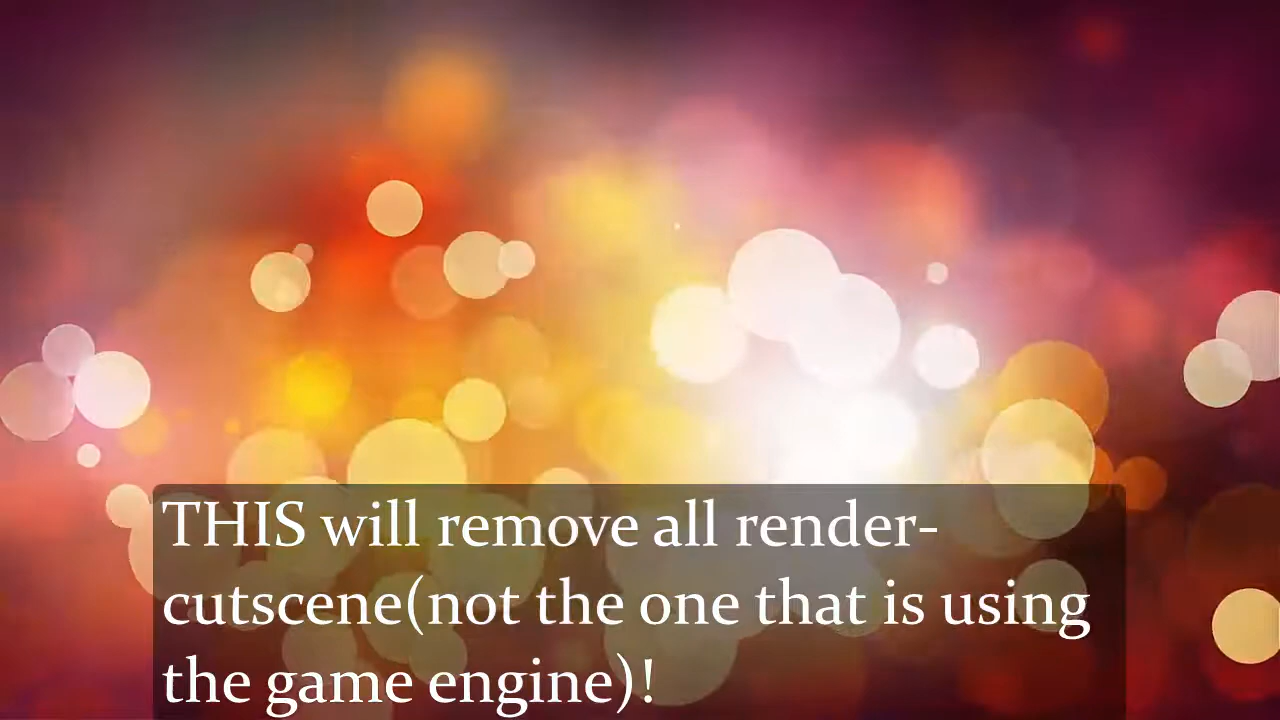 THIS will remove all render-
cutscene(not the one that is using
the game engine)!